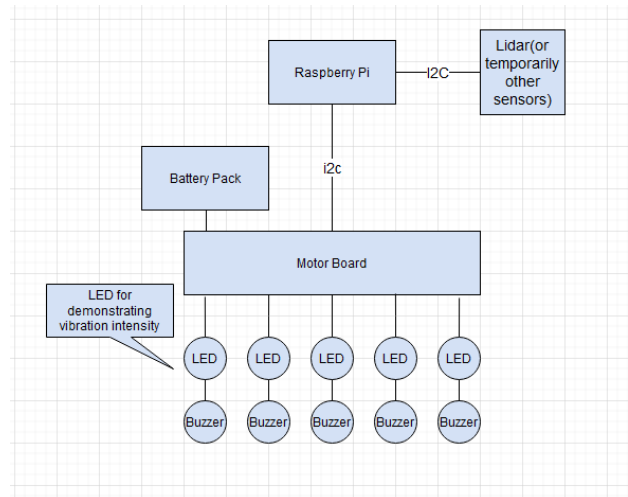 Raspberry Pi
I2C
Lidar(or
temporarily
other
sensors)
i2c
Battery Pack
Motor Board
LED for
demonstrating
vibration intensity
LED
LED
LED
LED
LED
Buzzer
Buzzer
Buzzer
Buzzer
Buzzer